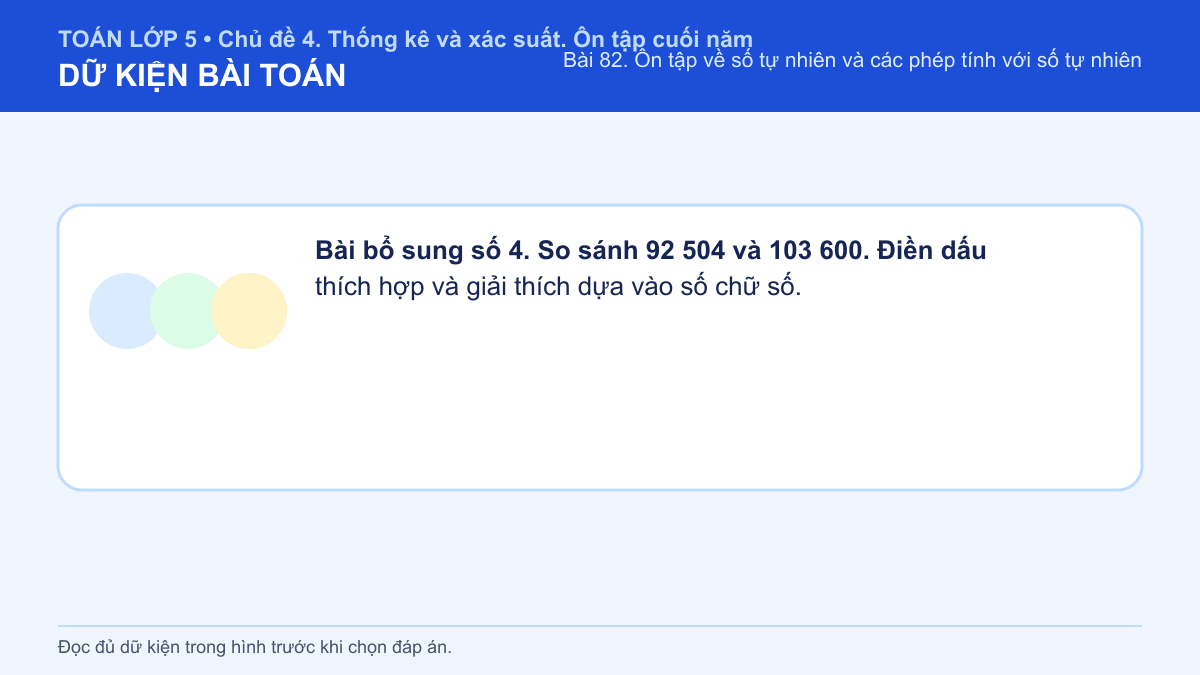 TOÁN LỚP 5 • Chủ đề 4. Thống kê và xác suất. Ôn tập cuối năm
DỮ KIỆN BÀI TOÁN
Bài 82. Ôn tập về số tự nhiên và các phép tính với số tự nhiên
Bài bổ sung số 4. So sánh 92 504 và 103 600. Điền dấu
thích hợp và giải thích dựa vào số chữ số.
Đọc đủ dữ kiện trong hình trước khi chọn đáp án.